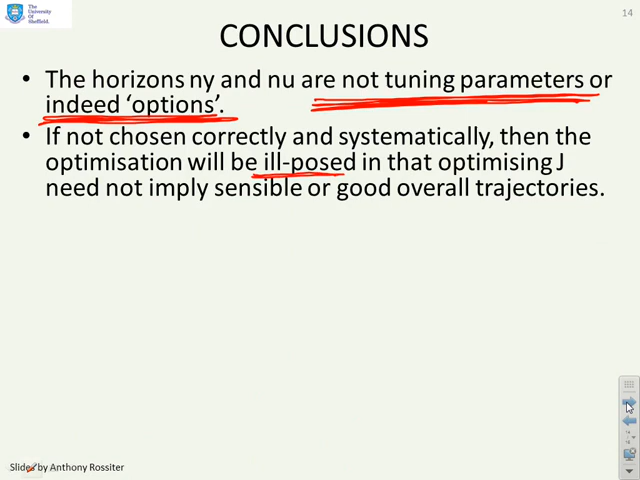 The
University
Of
Sheffield.
14
CONCLUSIONS
• The horizons ny and nu are not tuning parameters or
indeed 'options'.
• If not chosen correctly and systematically, then the
optimisation will be ill-posed in that optimising J
need not imply sensible or good overall trajectories.
Slides by Anthony Rossiter